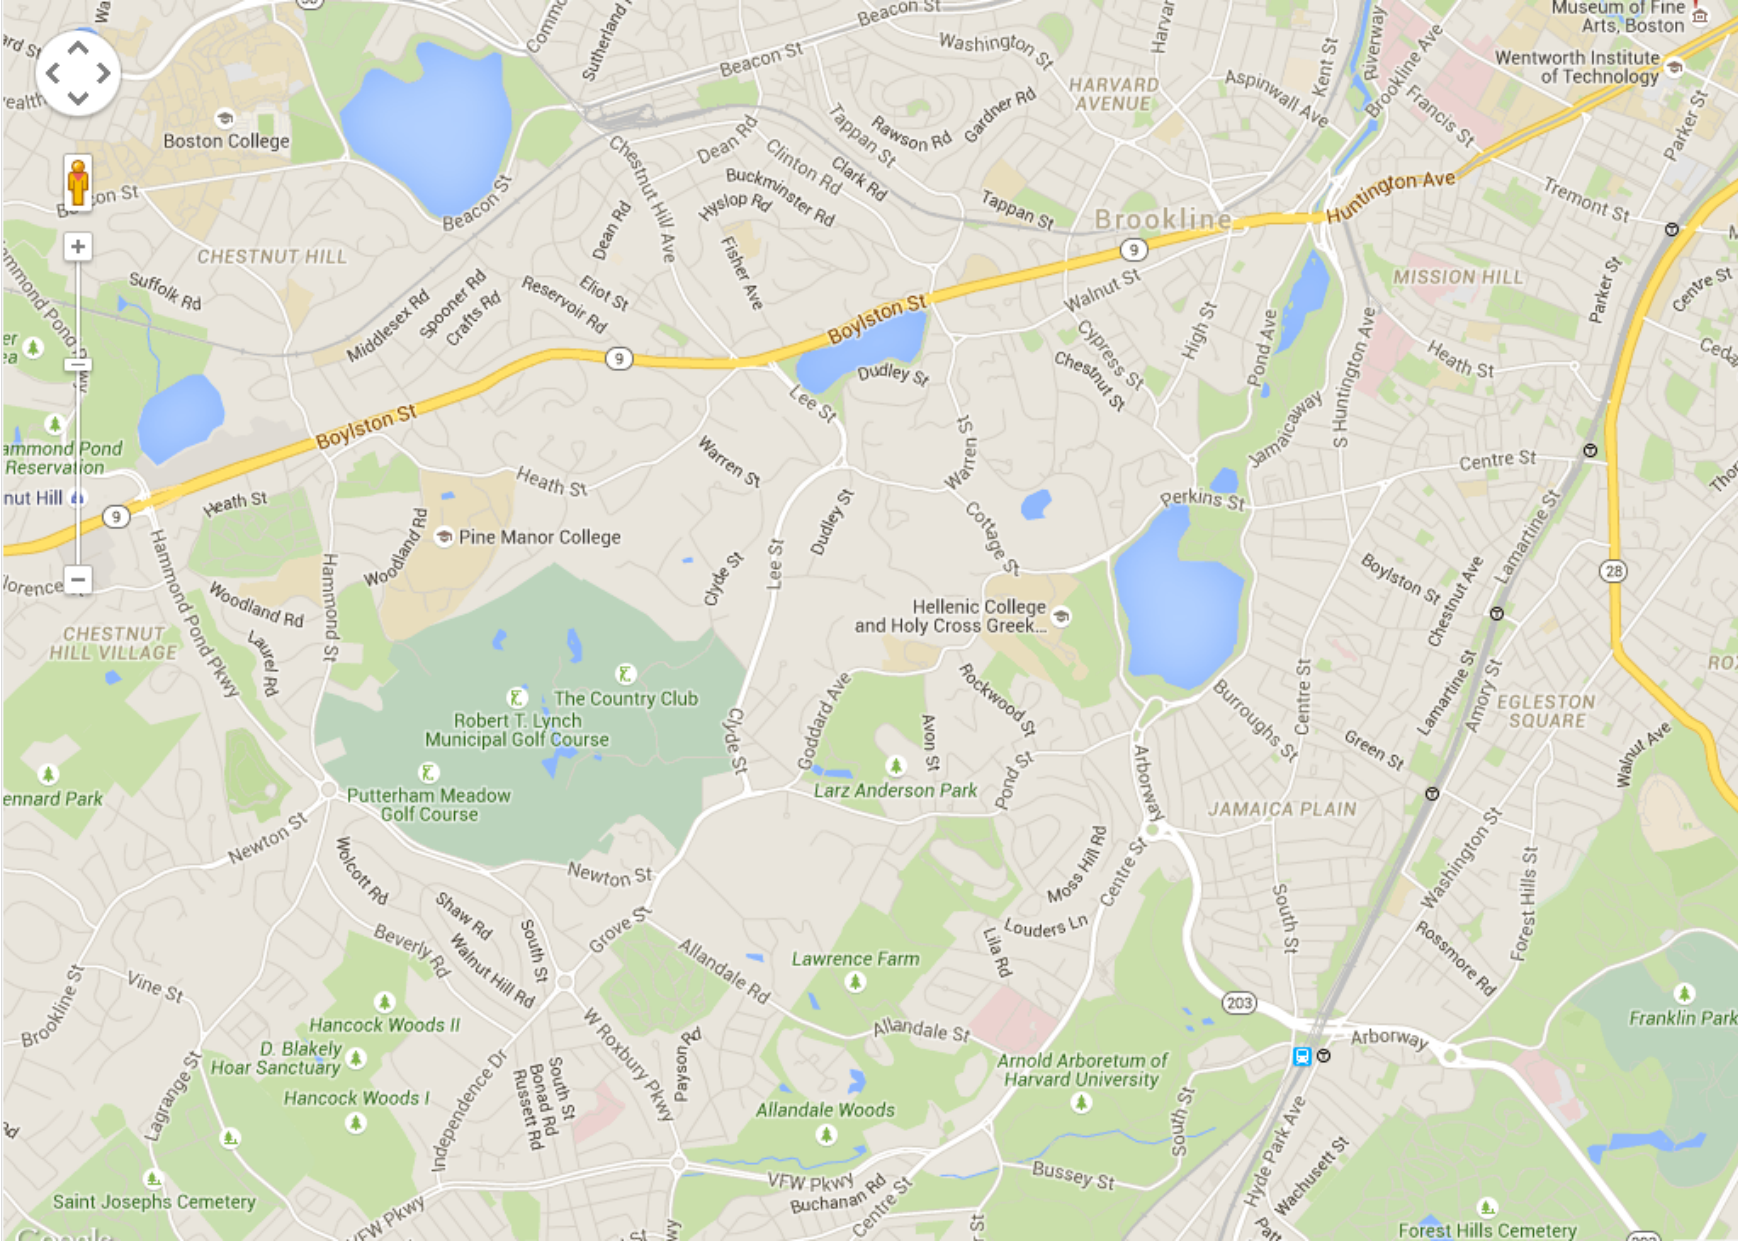 Beacon St
Museum of Fine
Arts, Boston
Washington St
Sutherland
Beacon St
Riverway
Kent St
Brookline Ave
Wentworth Institute
of Technology
HARVARD
AVENUE
Aspinwall Ave
Francis St
Parker St
Gardner Rd
Rawson Rd
Tappan St
Boston College
Dean Rd
Clinton Rd
Clark Rd
Chestnut Hill Ave
Buckminster Rd
Hyslop Rd
Beacon St
Tappan St
Huntington Ave
Tremont St
Brookline
9
Dean Rd
Fisher Ave
CHESTNUT HILL
Suffolk Rd
Middlesex Rd
Spooner Rd
Crafts Rd
Eliot St
Reservoir Rd
Walnut St
MISSION HILL
Parker St
Centre St
Boylston St
Cypress St
High St
Pond Ave
Heath St
9
Dudley St
Chestnut St
Lee St
S Huntington Ave
Boylston St
Warren St
Jamaicaway
Reservation
Warren St
Heath St
Centre St
Perkins St
9
Heath St
Dudley St
Cottage St
Woodland Rd
Pine Manor College
Lamartine St
Hammond Pond Pkwy
Hammond St
Clyde St
Lee St
28
Boylston St
Chestnut Ave
Woodland Rd
Hellenic College
and Holy Cross Greek...
CHESTNUT
HILL VILLAGE
Laurel Rd
The Country Club
Robert T. Lynch
Municipal Golf Course
Rockwood St
Goddard Ave
Avon St
Burroughs St
Centre St
Lamartine St
Amory St
EGLESTON
SQUARE
Clyde St
Green St
Walnut Ave
Putterham Meadow
Golf Course
Larz Anderson Park
Pond St
Arborway
JAMAICA PLAIN
Newton St
Wolcott Rd
Newton St
Moss Hill Rd
Centre St
Washington St
Forest Hills St
Shaw Rd
South St
Grove St
Louders Ln
Lila Rd
South St
Rossmore Rd
Beverly Rd
Walnut Hill Rd
Allandale Rd
Lawrence Farm
Brookline St
Vine St
203
Hancock Woods II
W Roxbury Pkwy
Payson Rd
Allandale St
Arborway
Franklin Park
D. Blakely
Hoar Sanctuary
Arnold Arboretum of
Harvard University
Hancock Woods I
Lagrange St
Independence Dr
South St
Bonad Rd
Russett Rd
Allandale Woods
South St
Hyde Park Ave
Wachusett St
Saint Josephs Cemetery
VFW Pkwy
VFW Pkwy
Buchanan Rd
Centre St
Bussey St
Forest Hills Cemetery
Google